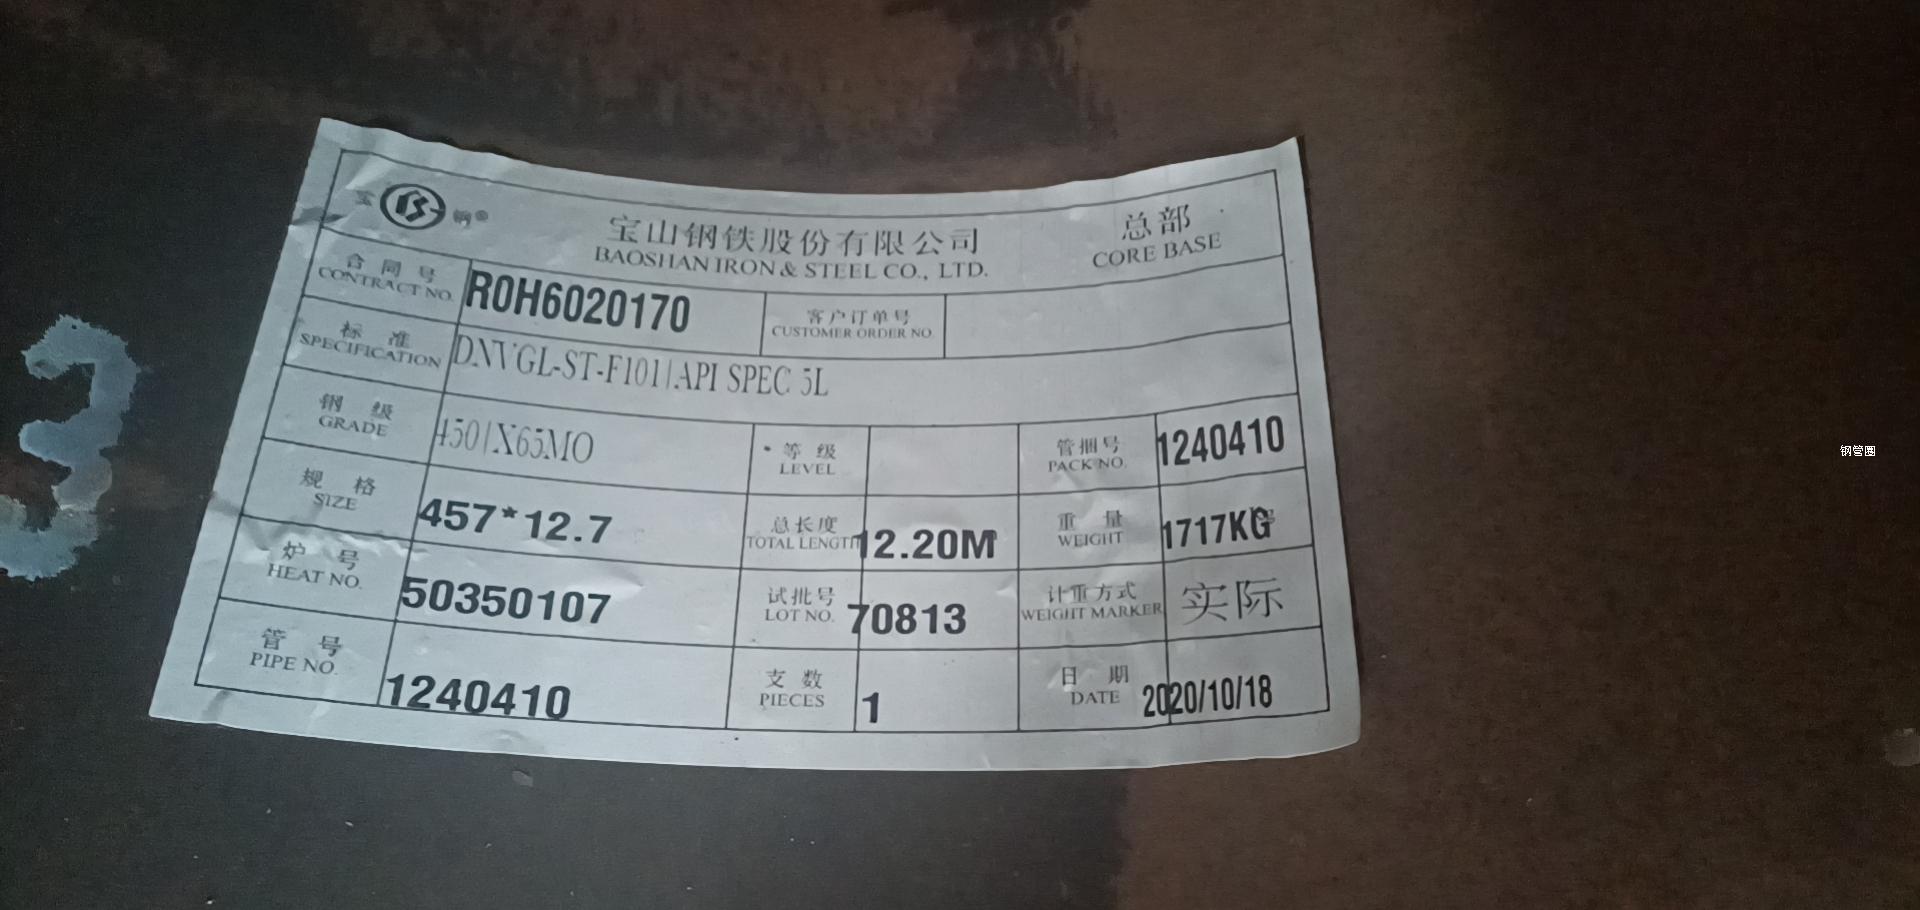 宝 钢®
宝山钢铁股份有限公司 总部
BAOSHAN IRON & STEEL CO., LTD. CORE BASE
合同号 R0H6020170 客户订单号
CONTRACT NO. CUSTOMER ORDER NO.
标准 DNVGL-ST-F101|API SPEC 5L
SPECIFICATION
钢级 450|X65MO 等级 管捆号 1240410
GRADE LEVEL PACK NO.
规格 457*12.7 总长度 12.20M 重量 1717KG
SIZE TOTAL LENGTH WEIGHT
炉号 50350107 试批号 70813 计重方式 实际
HEAT NO. LOT NO. WEIGHT MARKER
管号 1240410 支数 1 日期 2020/10/18
PIPE NO. PIECES DATE
钢管圈